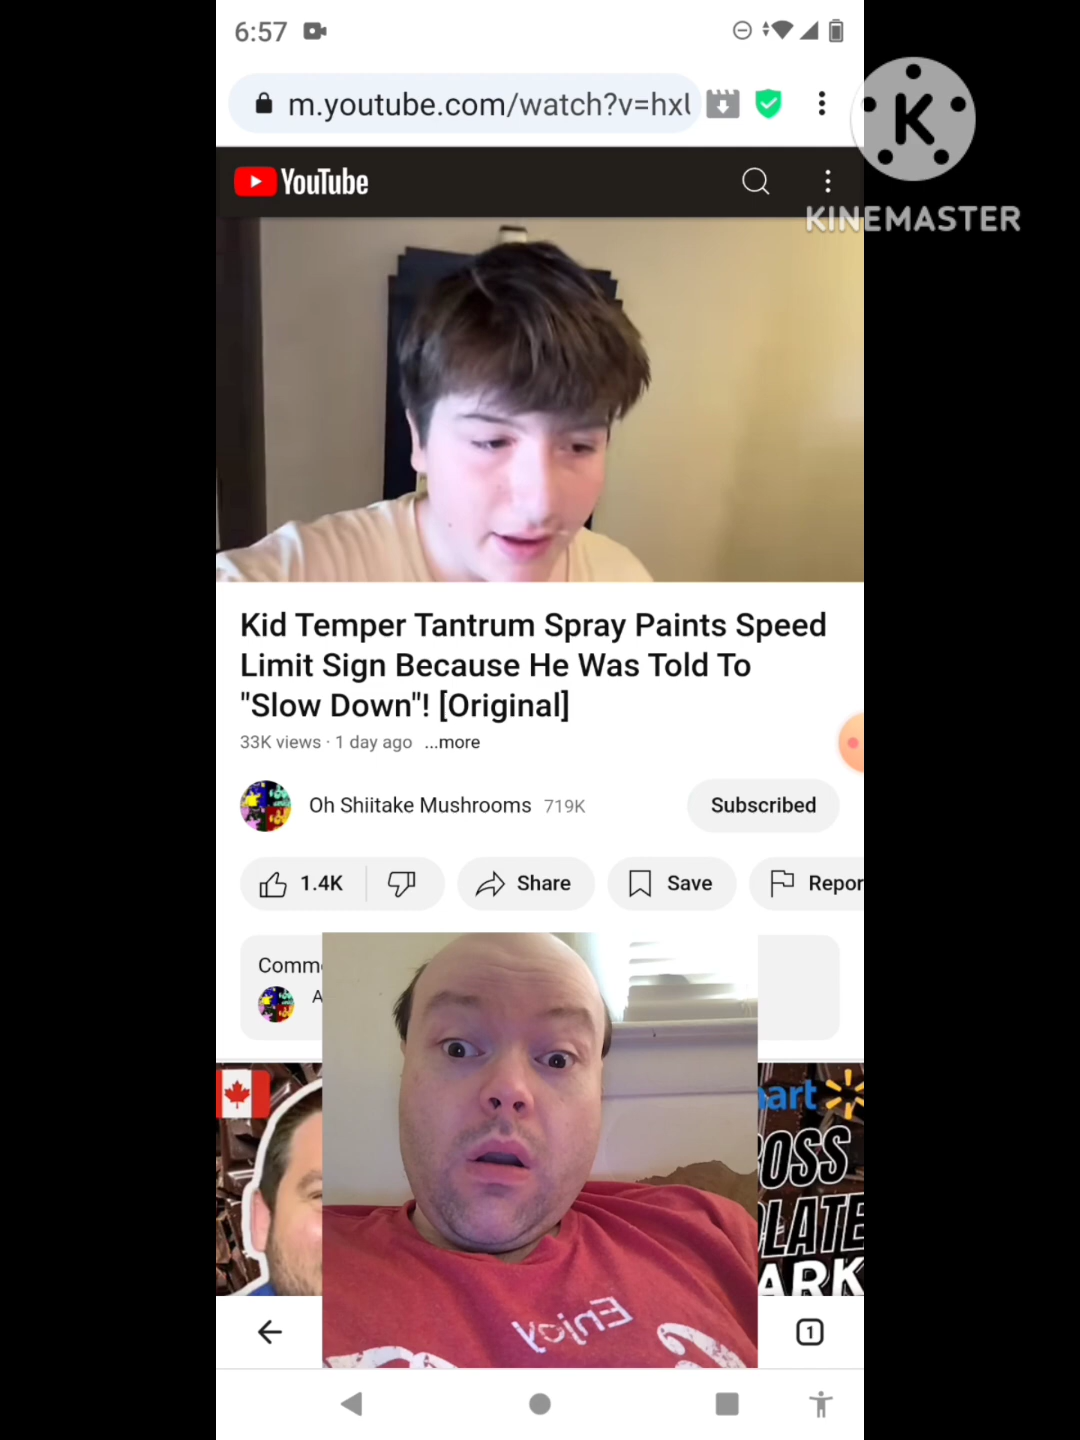 6:57
m.youtube.com/watch?v=hxl
K
KINEMASTER
YouTube
Kid Temper Tantrum Spray Paints Speed
Limit Sign Because He Was Told To
"Slow Down"! [Original]
33K views · 1 day ago ...more
Oh Shiitake Mushrooms 719K
Subscribed
1.4K
Share
Save
Repor
Comm
A
art
OSS
LATE
ARK
Enjoy
1